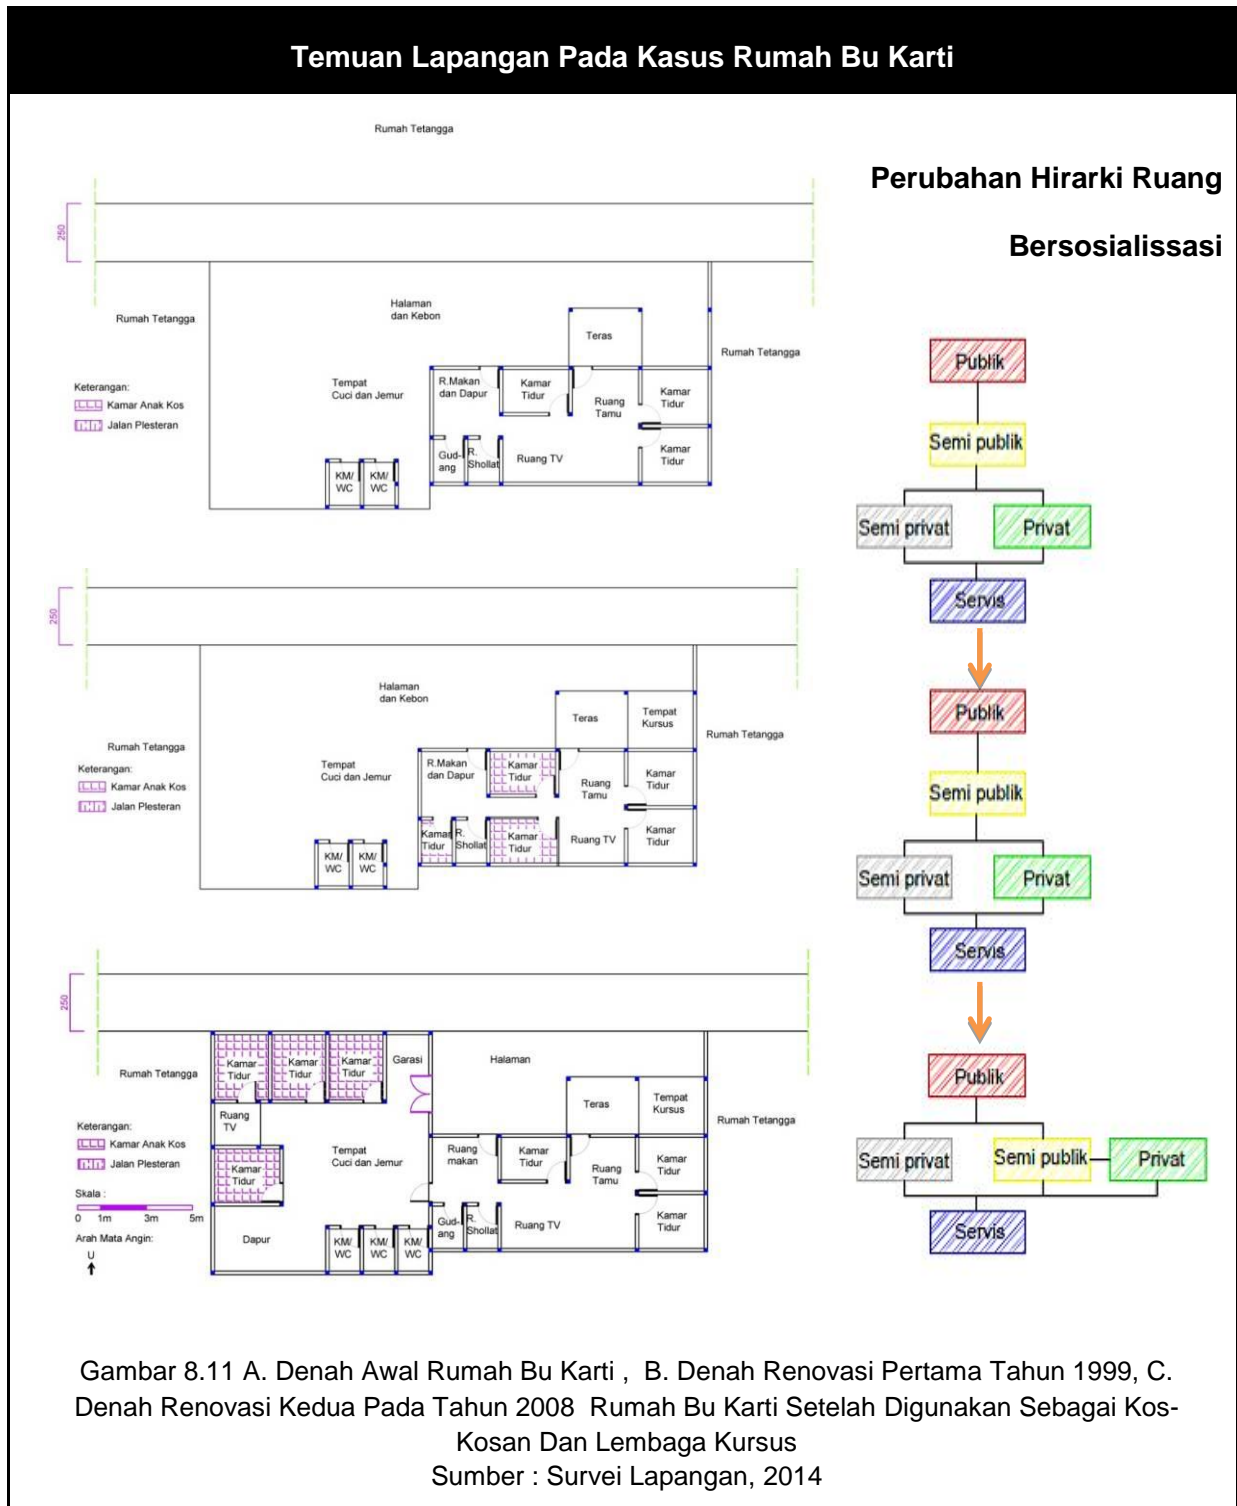 Temuan Lapangan Pada Kasus Rumah Bu Karti
Perubahan Hirarki Ruang
Bersosialissasi
Rumah Tetangga
250
Rumah Tetangga
Halaman
dan Kebon
Teras
Rumah Tetangga
Keterangan:
Kamar Anak Kos
Jalan Plesteran
Tempat
Cuci dan Jemur
R.Makan
dan Dapur
Kamar
Tidur
Ruang
Tamu
Kamar
Tidur
Gud-
ang
R.
Shollat
Ruang TV
Kamar
Tidur
KM/
WC
KM/
WC
Publik
Semi publik
Semi privat
Privat
Servis
250
Halaman
dan Kebon
Teras
Tempat
Kursus
Rumah Tetangga
Rumah Tetangga
Keterangan:
Kamar Anak Kos
Jalan Plesteran
Tempat
Cuci dan Jemur
R.Makan
dan Dapur
Kamar
Tidur
Ruang
Tamu
Kamar
Tidur
Kamar
Tidur
R.
Shollat
Kamar
Tidur
Ruang TV
Kamar
Tidur
KM/
WC
KM/
WC
Publik
Semi publik
Semi privat
Privat
Servis
250
Rumah Tetangga
Kamar
Tidur
Kamar
Tidur
Kamar
Tidur
Garasi
Halaman
Teras
Tempat
Kursus
Rumah Tetangga
Ruang
TV
Keterangan:
Kamar Anak Kos
Jalan Plesteran
Kamar
Tidur
Tempat
Cuci dan Jemur
Ruang
makan
Kamar
Tidur
Ruang
Tamu
Kamar
Tidur
Skala :
0 1m 3m 5m
Arah Mata Angin:
U
Dapur
KM/
WC
KM/
WC
KM/
WC
Gud-
ang
R.
Shollat
Ruang TV
Kamar
Tidur
Publik
Semi privat
Semi publik
Privat
Servis
Gambar 8.11 A. Denah Awal Rumah Bu Karti , B. Denah Renovasi Pertama Tahun 1999, C.
Denah Renovasi Kedua Pada Tahun 2008 Rumah Bu Karti Setelah Digunakan Sebagai Kos-
Kosan Dan Lembaga Kursus
Sumber : Survei Lapangan, 2014